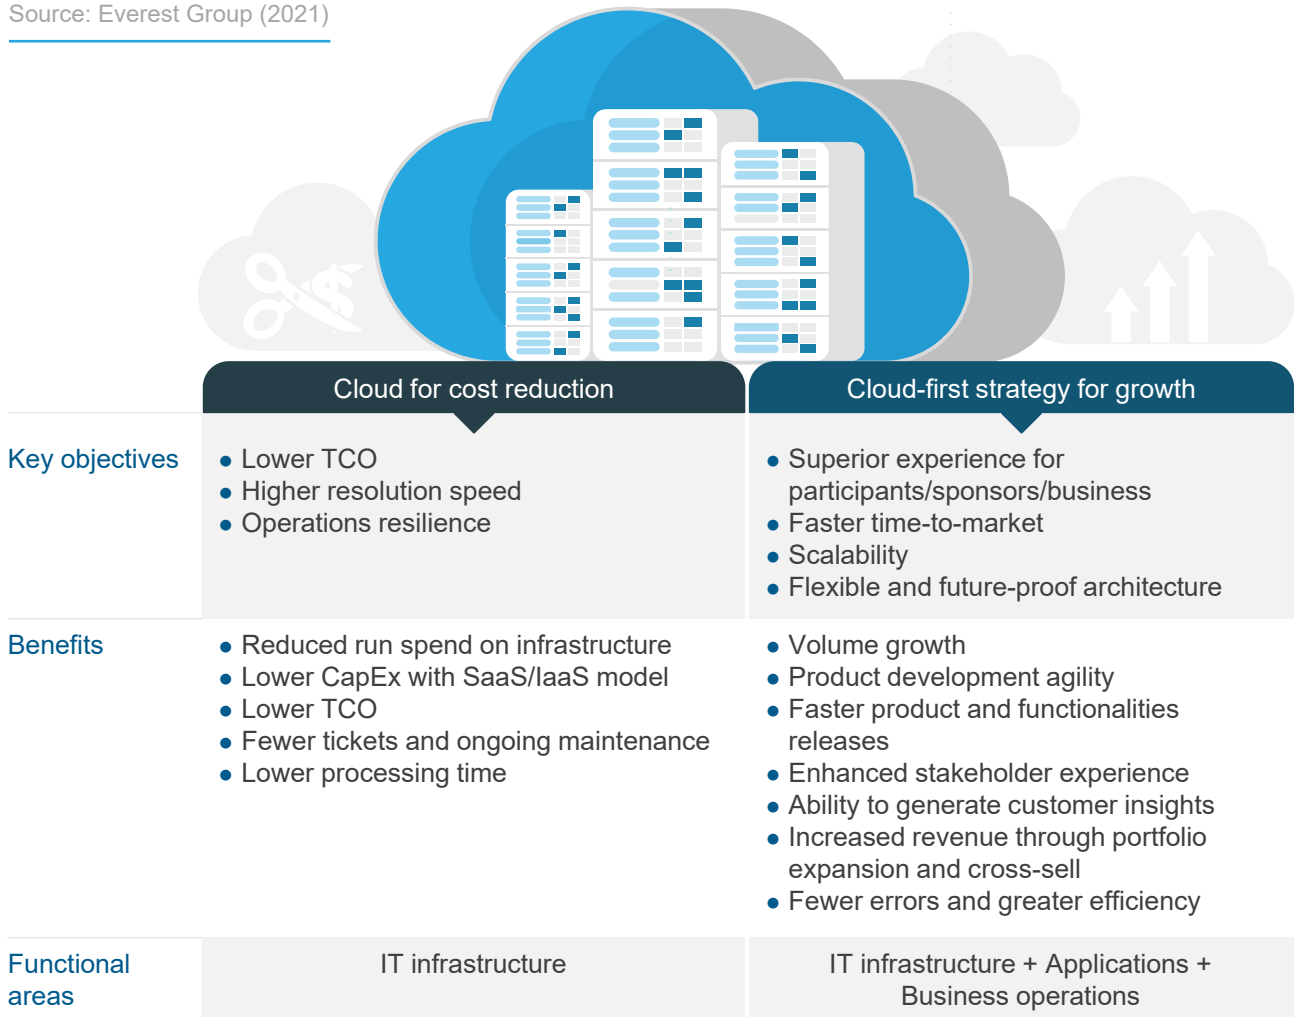 Source: Everest Group (2021)
$
Cloud for cost reduction
Cloud-first strategy for growth
Key objectives
● Lower TCO
● Higher resolution speed
● Operations resilience
● Superior experience for
participants/sponsors/business
● Faster time-to-market
● Scalability
● Flexible and future-proof architecture
Benefits
● Reduced run spend on infrastructure
● Lower CapEx with SaaS/IaaS model
● Lower TCO
● Fewer tickets and ongoing maintenance
● Lower processing time
● Volume growth
● Product development agility
● Faster product and functionalities
releases
● Enhanced stakeholder experience
● Ability to generate customer insights
● Increased revenue through portfolio
expansion and cross-sell
● Fewer errors and greater efficiency
Functional
areas
IT infrastructure
IT infrastructure + Applications +
Business operations